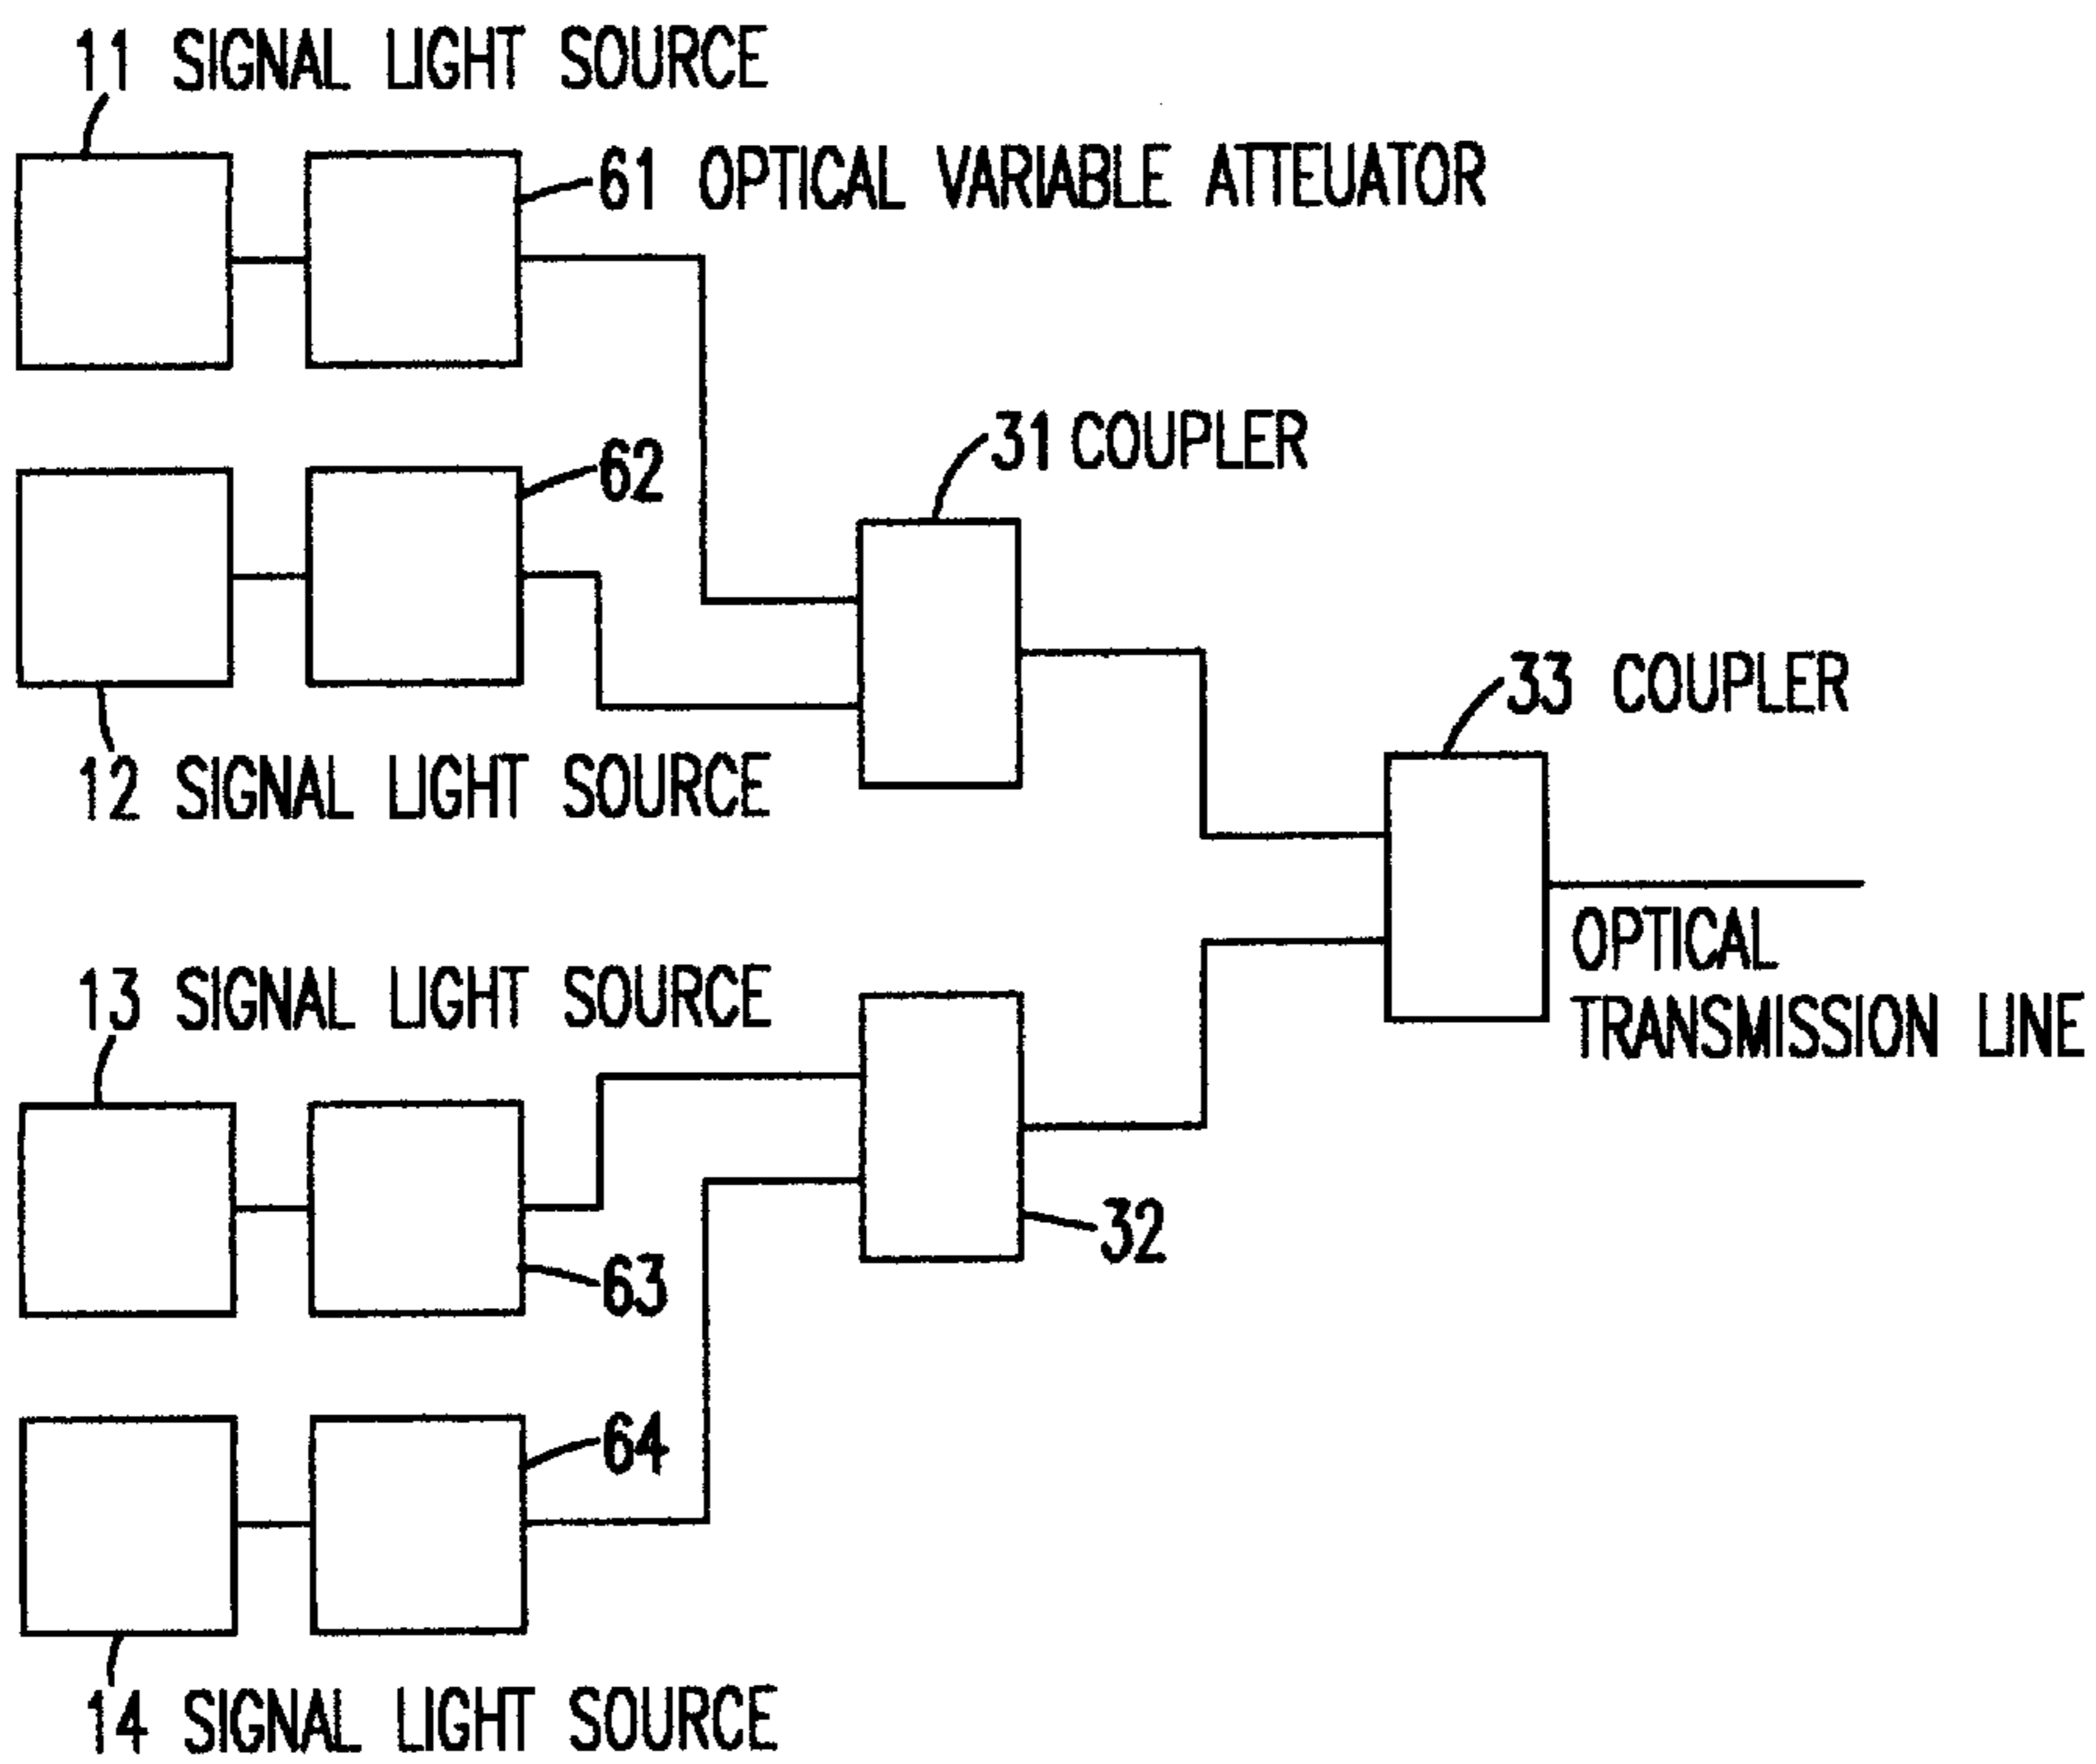 11 SIGNAL LIGHT SOURCE
61 OPTICAL VARIABLE ATTEUATOR
62
31 COUPLER
33 COUPLER
12 SIGNAL LIGHT SOURCE
OPTICAL
TRANSMISSION LINE
13 SIGNAL LIGHT SOURCE
32
63
64
14 SIGNAL LIGHT SOURCE